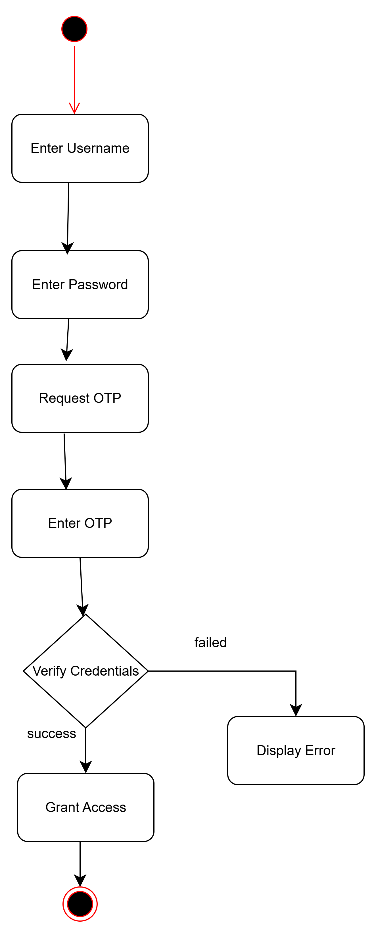 Enter Username
Enter Password
Request OTP
Enter OTP
failed
Verify Credentials
success
Display Error
Grant Access